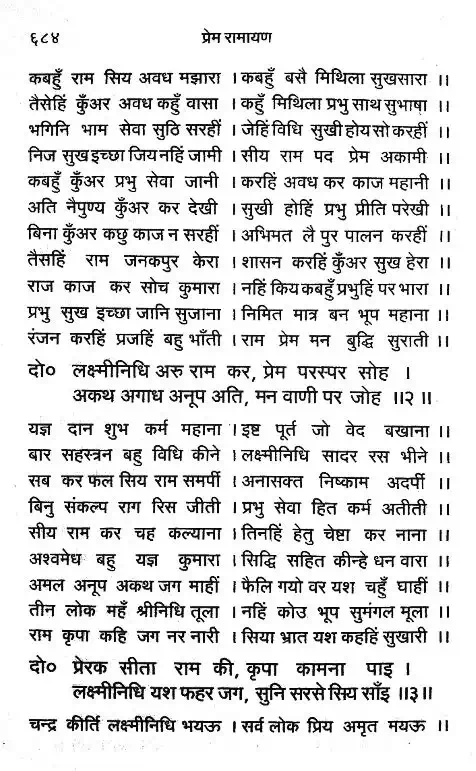 ६८४ प्रेम रामायण
कबहुँ राम सिय अवध मझारा । कबहुँ बसै मिथिला सुखसारा ।।
तैसेहिं कुँअर अवध कहुँ वासा । कहुँ मिथिला प्रभु साथ सुभाषा ।।
भगिनि भाम सेवा सुठि सरहीं । जेहिं विधि सुखी होय सो करहीं ।।
निज सुख इच्छा जिय नहिं जामी । सीय राम पद प्रेम अकामी ।।
कबहुँ कुँअर प्रभु सेवा जानी । करहिं अवध कर काज महानी ।।
अति नैपुण्य कुँअर कर देखी । सुखी होहिं प्रभु प्रीति परेखी ।।
बिना कुँअर कछु काज न सरहीं । अभिमत लै पुर पालन करहीं ।।
तैसहिं राम जनकपुर केरा । शासन करहिं कुँअर सुख हेरा ।।
राज काज कर सोच कुमारा । नहिं किय कबहुँ प्रभुहिं पर भारा ।।
प्रभु सुख इच्छा जानि सुजाना । निमित मात्र बन भूप महाना ।।
रंजन करहिं प्रजहिं बहु भाँती । राम प्रेम मन बुद्धि सुराती ।।
दो० लक्ष्मीनिधि अरु राम कर, प्रेम परस्पर सोह ।
अकथ अगाध अनूप अति, मन वाणी पर जोह ।।२।।
यज्ञ दान शुभ कर्म महाना । इष्ट पूर्त जो वेद बखाना ।।
बार सहस्त्रन बहु विधि कीने । लक्ष्मीनिधि सादर रस भीने ।।
सब कर फल सिय राम समर्पी । अनासक्त निष्काम अदर्पी ।।
बिनु संकल्प राग रिस जीती । प्रभु सेवा हित कर्म अतीती ।।
सीय राम कर चह कल्याना । तिनहिं हेतु चेष्टा कर नाना ।।
अश्वमेध बहु यज्ञ कुमारा । सिद्धि सहित कीन्हे धन वारा ।।
अमल अनूप अकथ जग माहीं । फैलि गयो वर यश चहुँ घाहीं ।।
तीन लोक महँ श्रीनिधि तूला । नहिं कोउ भूप सुमंगल मूला ।।
राम कृपा कहि जग नर नारी । सिया भ्रात यश कहहिं सुखारी ।।
दो० प्रेरक सीता राम की, कृपा कामना पाइ ।
लक्ष्मीनिधि यश फहर जग, सुनि सरसे सिय साँइ ।।३।।
चन्द्र कीर्ति लक्ष्मीनिधि भयऊ । सर्व लोक प्रिय अमृत मयऊ ।।